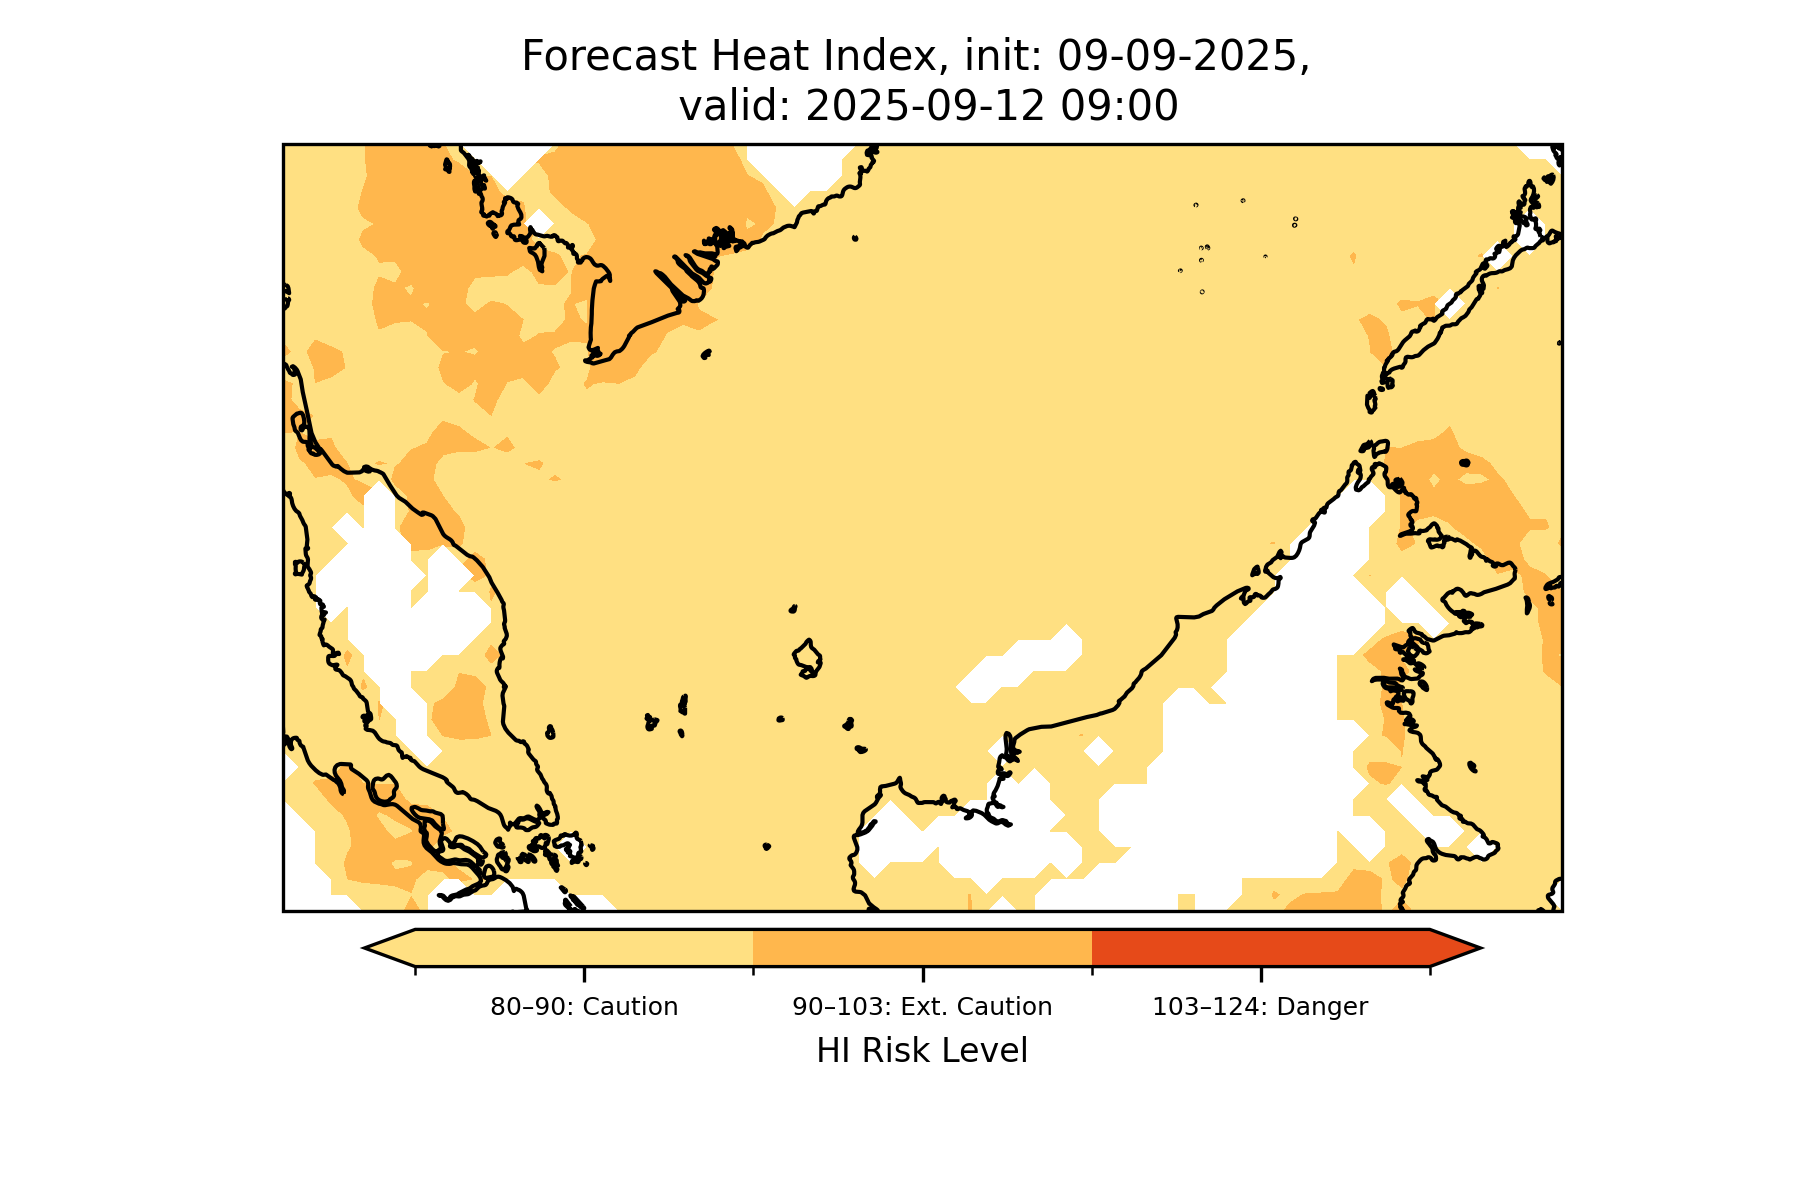 Forecast Heat Index, init: 09-09-2025,
valid: 2025-09-12 09:00
80–90: Caution
90–103: Ext. Caution
103–124: Danger
HI Risk Level